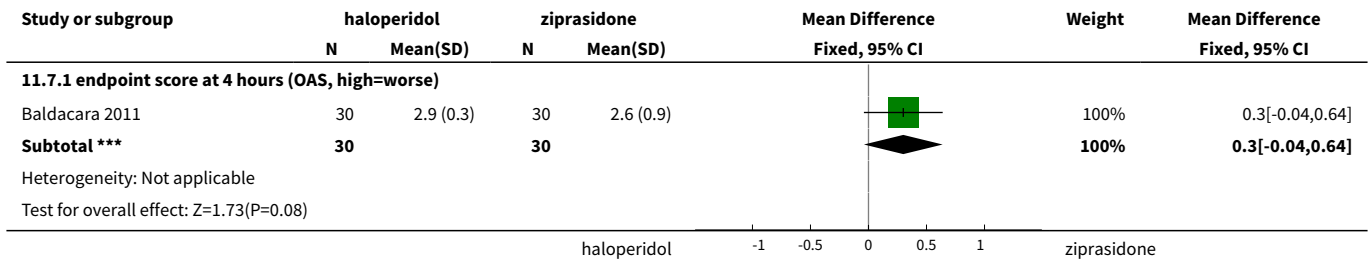 Study or subgroup haloperidol ziprasidone Mean Difference Weight Mean Difference
N Mean(SD) N Mean(SD) Fixed, 95% CI Fixed, 95% CI
11.7.1 endpoint score at 4 hours (OAS, high=worse)
Baldacara 2011 30 2.9 (0.3) 30 2.6 (0.9) 100% 0.3[-0.04,0.64]
Subtotal *** 30 30 100% 0.3[-0.04,0.64]
Heterogeneity: Not applicable
Test for overall effect: Z=1.73(P=0.08)
haloperidol -1 -0.5 0 0.5 1 ziprasidone